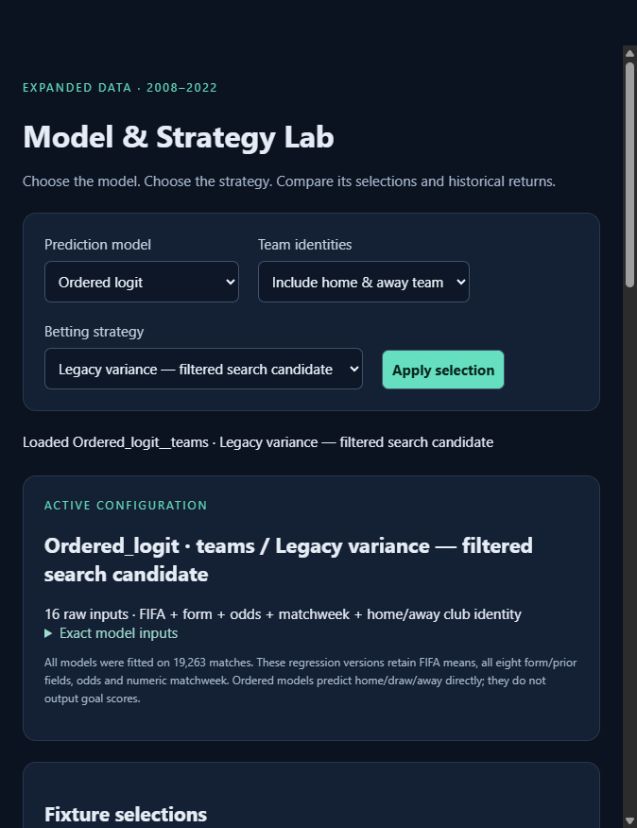 EXPANDED DATA · 2008–2022
Model & Strategy Lab
Choose the model. Choose the strategy. Compare its selections and historical returns.
Prediction model
Team identities
Ordered logit
Include home & away team
Betting strategy
Legacy variance — filtered search candidate
Apply selection
Loaded Ordered_logit__teams · Legacy variance — filtered search candidate
ACTIVE CONFIGURATION
Ordered_logit · teams / Legacy variance — filtered
search candidate
16 raw inputs · FIFA + form + odds + matchweek + home/away club identity
▶ Exact model inputs
All models were fitted on 19,263 matches. These regression versions retain FIFA means, all eight form/prior
fields, odds and numeric matchweek. Ordered models predict home/draw/away directly; they do not
output goal scores.
Fixture selections